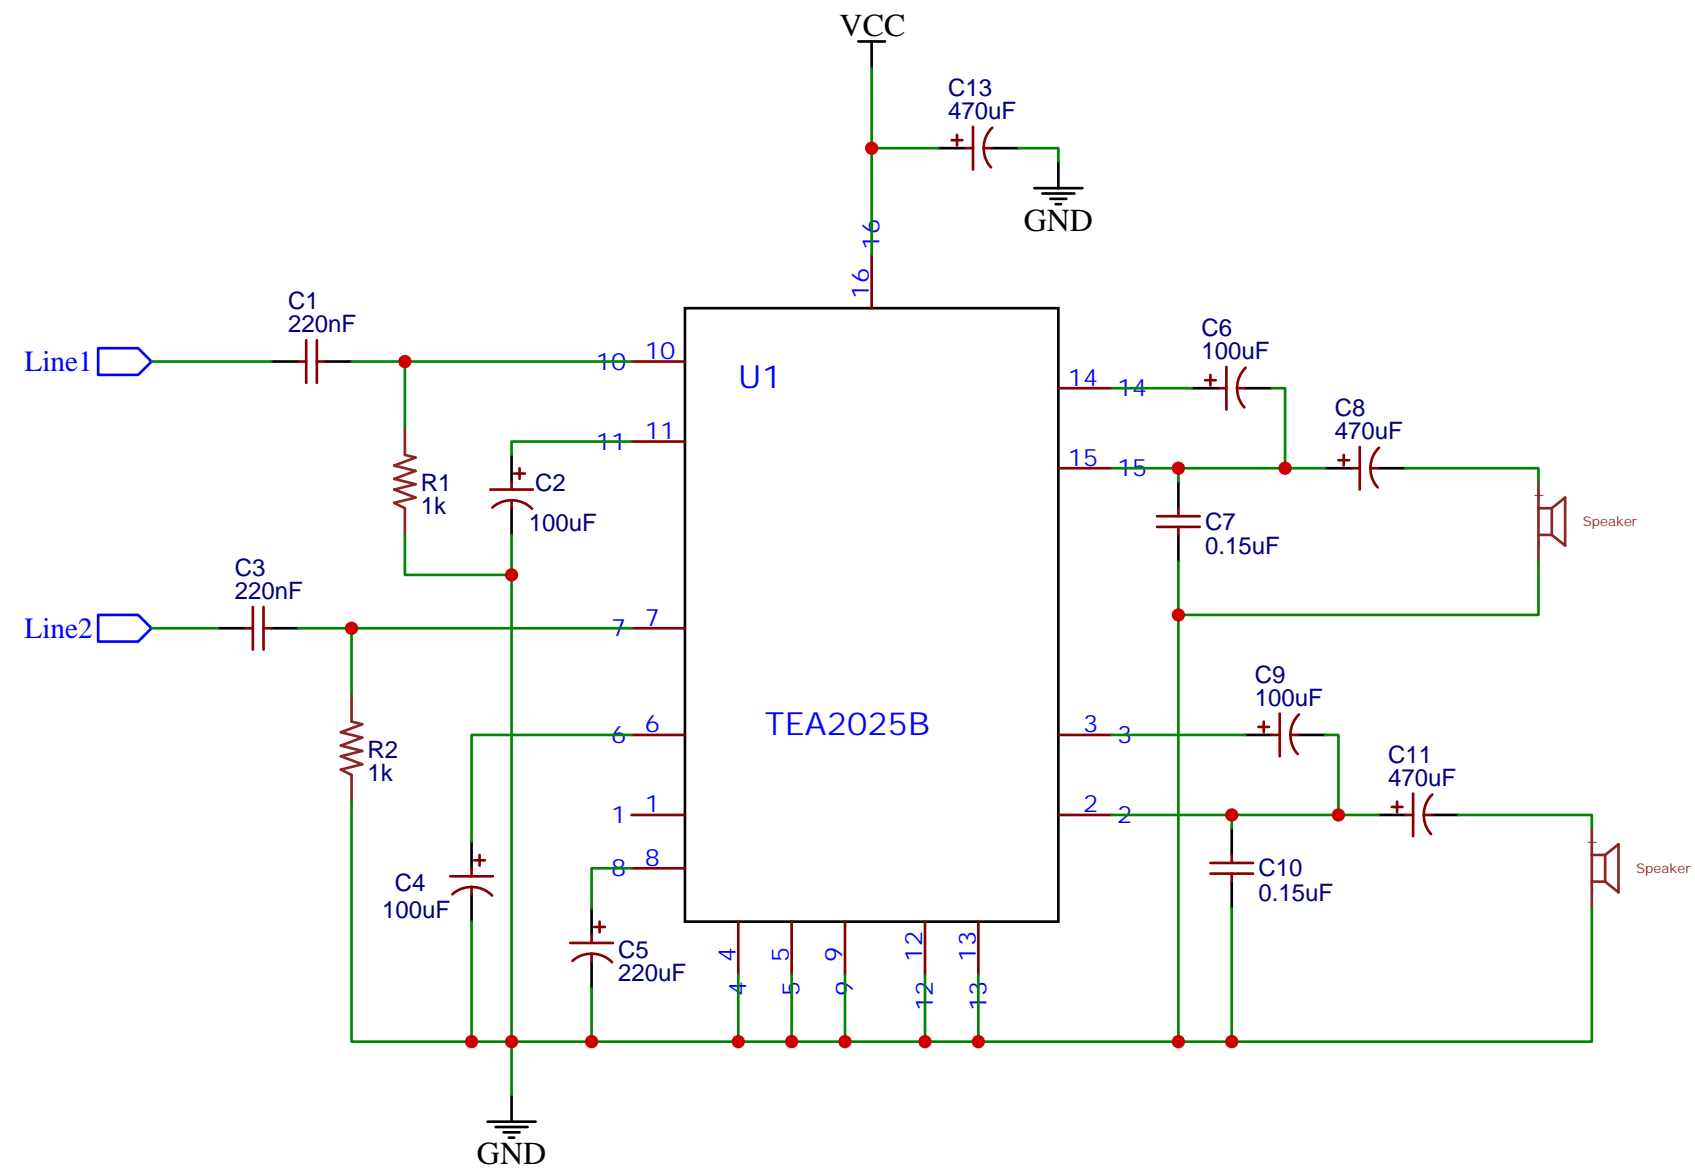 VCC
C13
470uF
GND
16
16
C1
220nF
Line1
10
10
U1
C6
100uF
14
14
11
11
C8
470uF
15
15
R1
1k
C2
100uF
C7
0.15uF
Speaker
C3
220nF
Line2
7
7
C9
100uF
R2
1k
6
6
TEA2025B
3
3
C11
470uF
1
1
2
2
8
8
C4
100uF
C10
0.15uF
Speaker
C5
220uF
4
5
9
12
13
4
5
9
12
13
GND